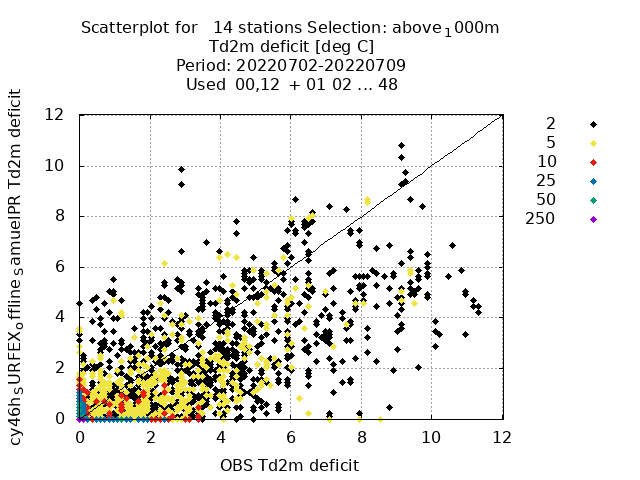 Scatterplot for 14 stations Selection: above1000m
Td2m deficit [deg C]
Period: 20220702-20220709
Used 00,12 + 01 02 ... 48
cy46h_SURFEX_offline_samuelPR Td2m deficit
12
10
8
6
4
2
0
0 2 4 6 8 10 12
OBS Td2m deficit
2
5
10
25
50
250